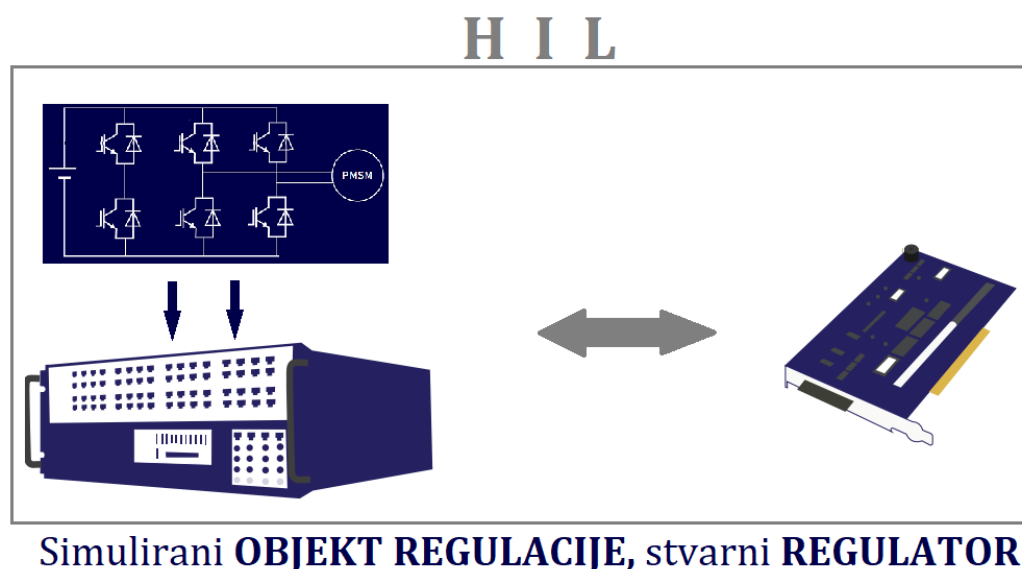 H I L
PMSM
Simulirani OBJEKT REGULACIJE, stvarni REGULATOR